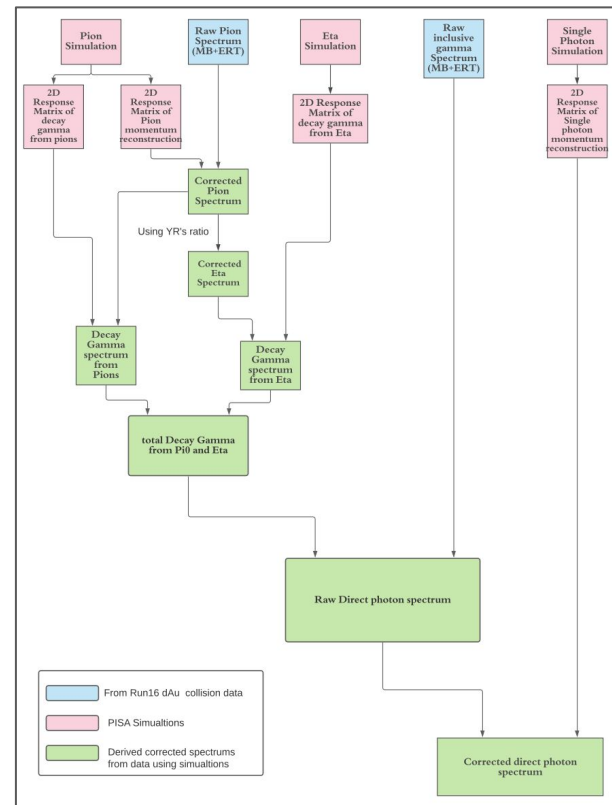 Pion
Simulation
Raw Pion
Spectrum
(MB+ERT)
Eta
Simulation
Raw
inclusive
gamma
Spectrum
(MB+ERT)
Single
Photon
Simulation
2D
Response
Matrix of
decay
gamma
from pions
2D
Response
Matrix of
Pion
momentum
reconstruction
2D Response
Matrix of
decay gamma
from Eta
2D
Response
Matrix of
Single
photon
momentum
reconstruction
Corrected
Pion
Spectrum
Using YR's ratio
Corrected
Eta
Spectrum
Decay
Gamma
spectrum
from
Pions
Decay
Gamma
spectrum
from Eta
total Decay Gamma
from Pi0 and Eta
Raw Direct photon spectrum
From Run16 dAu collision data
PISA Simualtions
Derived corrected spectrums
from data using simualtions
Corrected direct photon
spectrum